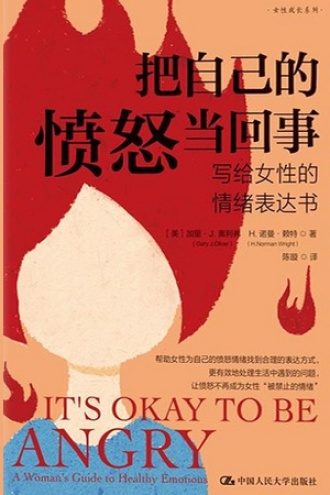 ·女性成长系列·
把自己的
愤怒当回事
写给女性的
情绪表达书
[美] 加里·J. 奥利弗 H. 诺曼·赖特 著
(Gary J.Oliver) (H.Norman Wright)
陈璇 译
帮助女性为自己的愤怒情绪找到合理的表达方式,
更有效地处理生活中遇到的问题,
让愤怒不再成为女性“被禁止的情绪”
IT'S OKAY TO BE
ANGRY
A Woman's Guide to Healthy Emotions
中国人民大学出版社